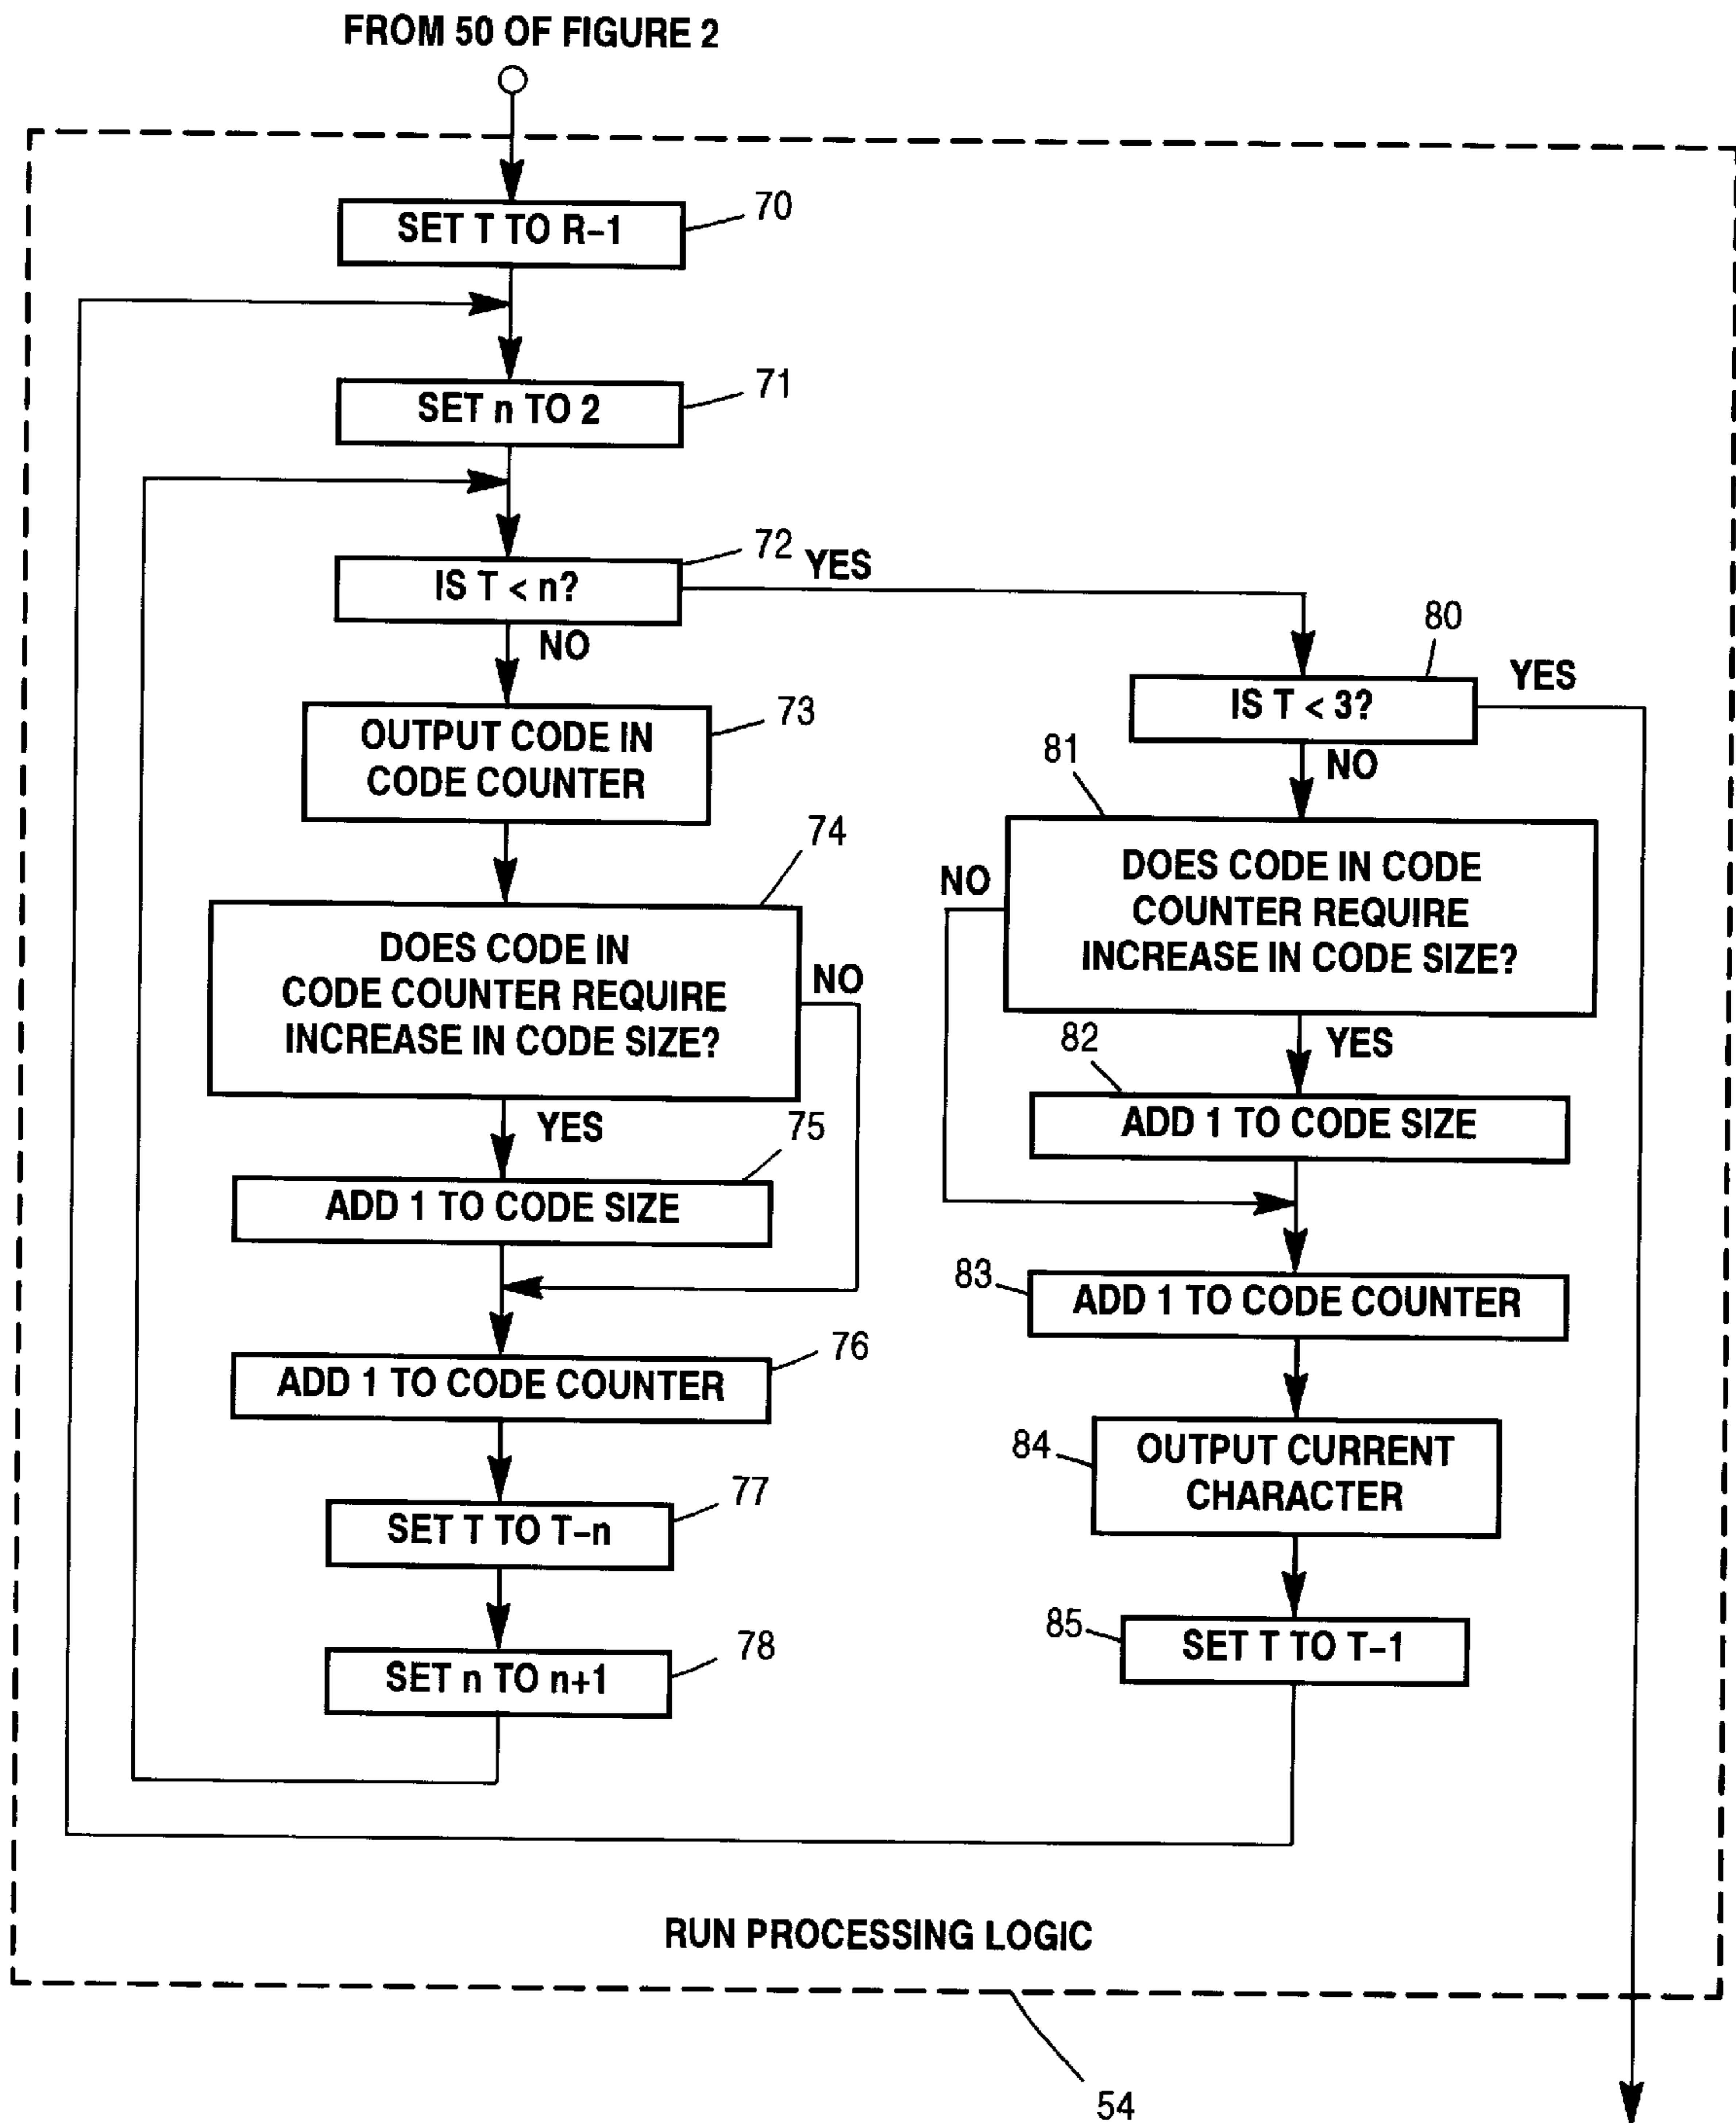 FROM 50 OF FIGURE 2
SET T TO R-1
70
SET n TO 2
71
IS T < n?
72
YES
NO
OUTPUT CODE IN
CODE COUNTER
73
DOES CODE IN
CODE COUNTER REQUIRE
INCREASE IN CODE SIZE?
74
NO
YES
ADD 1 TO CODE SIZE
75
ADD 1 TO CODE COUNTER
76
SET T TO T-n
77
SET n TO n+1
78
IS T < 3?
80
YES
NO
81
DOES CODE IN CODE
COUNTER REQUIRE
INCREASE IN CODE SIZE?
NO
YES
82
ADD 1 TO CODE SIZE
83
ADD 1 TO CODE COUNTER
84
OUTPUT CURRENT
CHARACTER
85
SET T TO T-1
RUN PROCESSING LOGIC
54